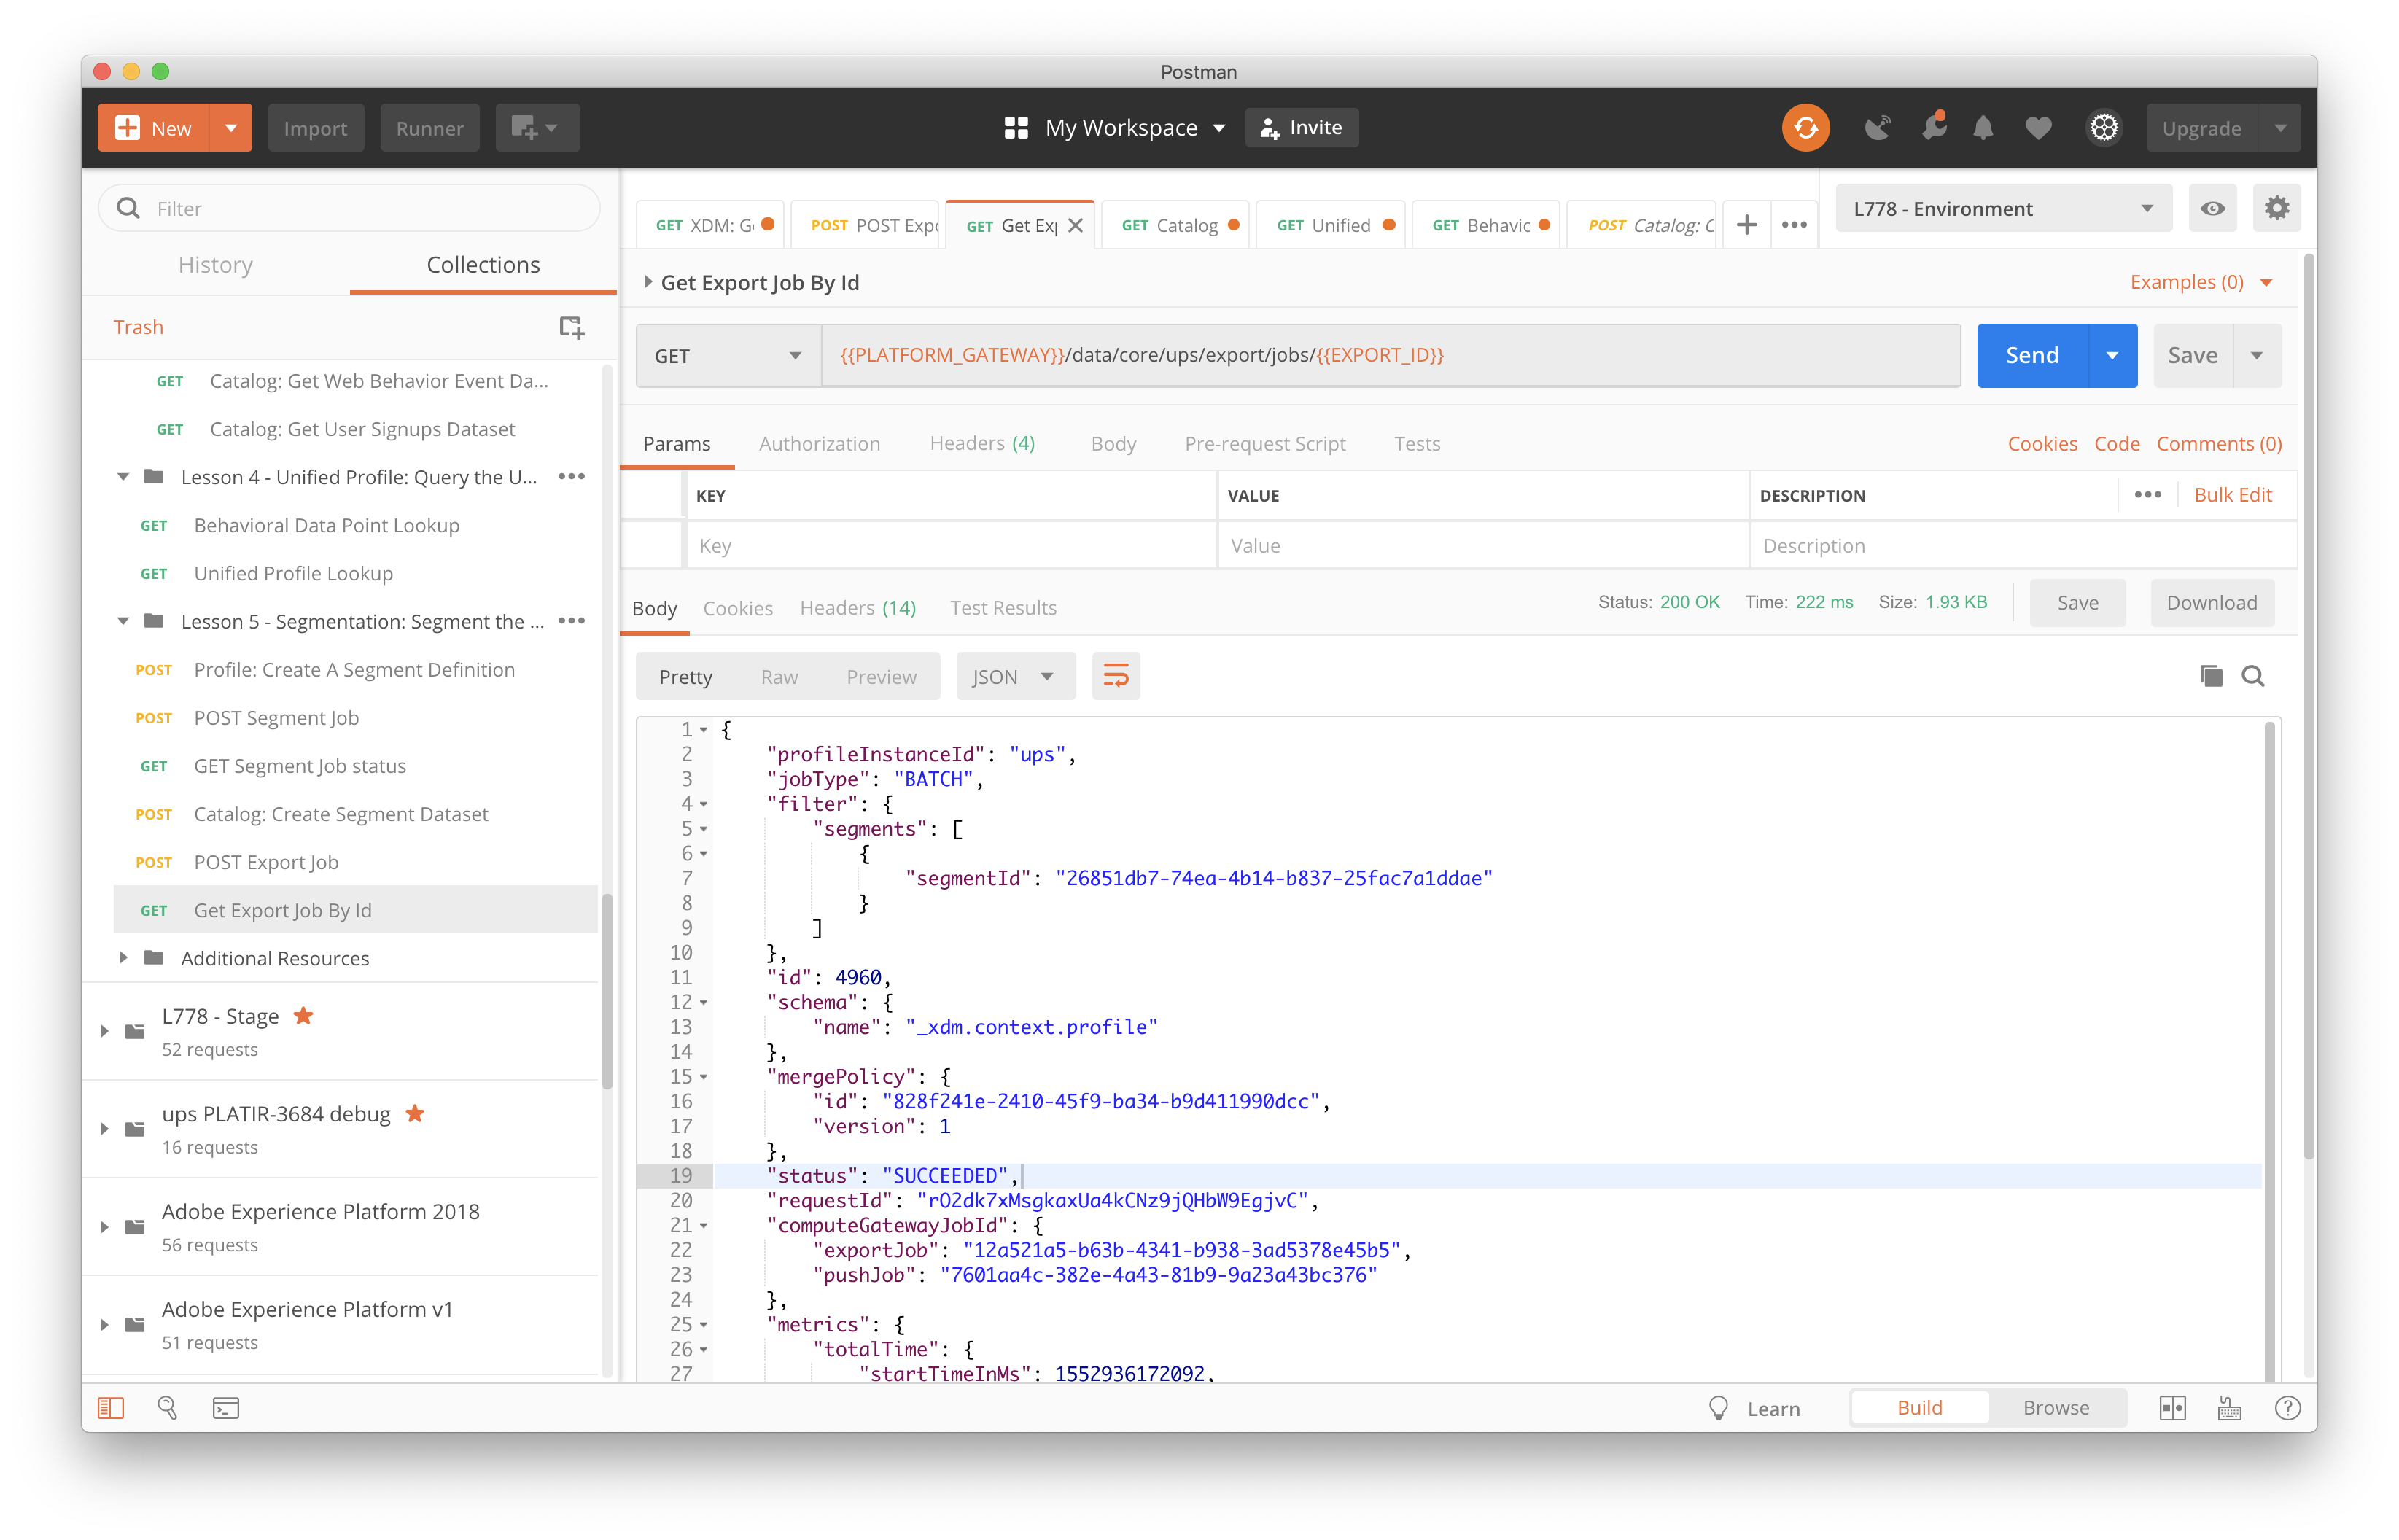 Postman
New
Import
Runner
My Workspace
Invite
Upgrade
Filter
History
Collections
Trash
GET Catalog: Get Web Behavior Event Da...
GET Catalog: Get User Signups Dataset
Lesson 4 - Unified Profile: Query the U...
GET Behavioral Data Point Lookup
GET Unified Profile Lookup
Lesson 5 - Segmentation: Segment the ...
POST Profile: Create A Segment Definition
POST POST Segment Job
GET GET Segment Job status
POST Catalog: Create Segment Dataset
POST POST Export Job
GET Get Export Job By Id
Additional Resources
L778 - Stage
52 requests
ups PLATIR-3684 debug
16 requests
Adobe Experience Platform 2018
56 requests
Adobe Experience Platform v1
51 requests
GET XDM: G
POST POST Expo
GET Get Exp
GET Catalog
GET Unified
GET Behavic
POST Catalog: C
L778 - Environment
Get Export Job By Id
Examples (0)
GET
{{PLATFORM_GATEWAY}}/data/core/ups/export/jobs/{{EXPORT_ID}}
Send
Save
Params
Authorization
Headers (4)
Body
Pre-request Script
Tests
Cookies
Code
Comments (0)
KEY
VALUE
DESCRIPTION
Bulk Edit
Key
Value
Description
Body
Cookies
Headers (14)
Test Results
Status: 200 OK
Time: 222 ms
Size: 1.93 KB
Save
Download
Pretty
Raw
Preview
JSON
1 {
2 "profileInstanceId": "ups",
3 "jobType": "BATCH",
4 "filter": {
5 "segments": [
6 {
7 "segmentId": "26851db7-74ea-4b14-b837-25fac7a1ddae"
8 }
9 ]
10 },
11 "id": 4960,
12 "schema": {
13 "name": "_xdm.context.profile"
14 },
15 "mergePolicy": {
16 "id": "828f241e-2410-45f9-ba34-b9d411990dcc",
17 "version": 1
18 },
19 "status": "SUCCEEDED",
20 "requestId": "rO2dk7xMsgkaxUa4kCNz9jQHbW9EgjvC",
21 "computeGatewayJobId": {
22 "exportJob": "12a521a5-b63b-4341-b938-3ad5378e45b5",
23 "pushJob": "7601aa4c-382e-4a43-81b9-9a23a43bc376"
24 },
25 "metrics": {
26 "totalTime": {
27 "startTimeInMs": 1552936172092,
Learn
Build
Browse